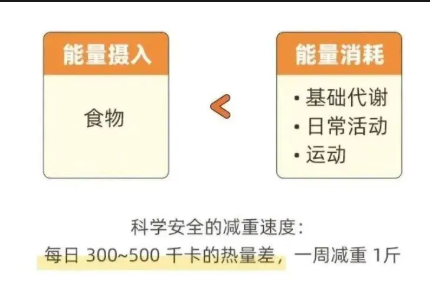 能量摄入
食物
<
能量消耗
• 基础代谢
• 日常活动
• 运动
科学安全的减重速度：
每日 300~500 千卡的热量差，一周减重 1斤